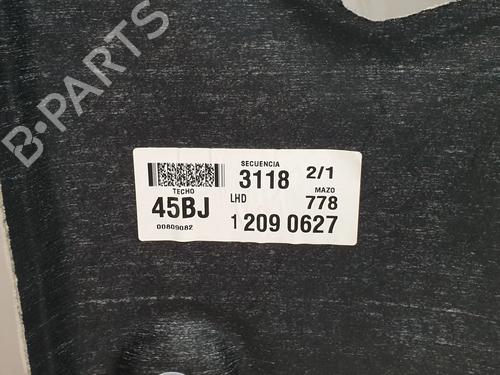 B-PARTS
SECUENCIA
3118 2/1
TECHO
LHD
MAZO
45BJ
778
00809082
1 209 0627